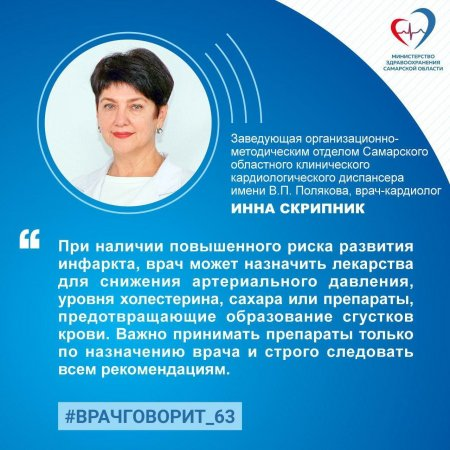 МИНИСТЕРСТВО
ЗДРАВООХРАНЕНИЯ
САМАРСКОЙ ОБЛАСТИ
Заведующая организационно-
методическим отделом Самарского
областного клинического
кардиологического диспансера
имени В.П. Полякова, врач-кардиолог
ИННА СКРИПНИК
“
При наличии повышенного риска развития
инфаркта, врач может назначить лекарства
для снижения артериального давления,
уровня холестерина, сахара или препараты,
предотвращающие образование сгустков
крови. Важно принимать препараты только
по назначению врача и строго следовать
всем рекомендациям.
#ВРАЧГОВОРИТ_63